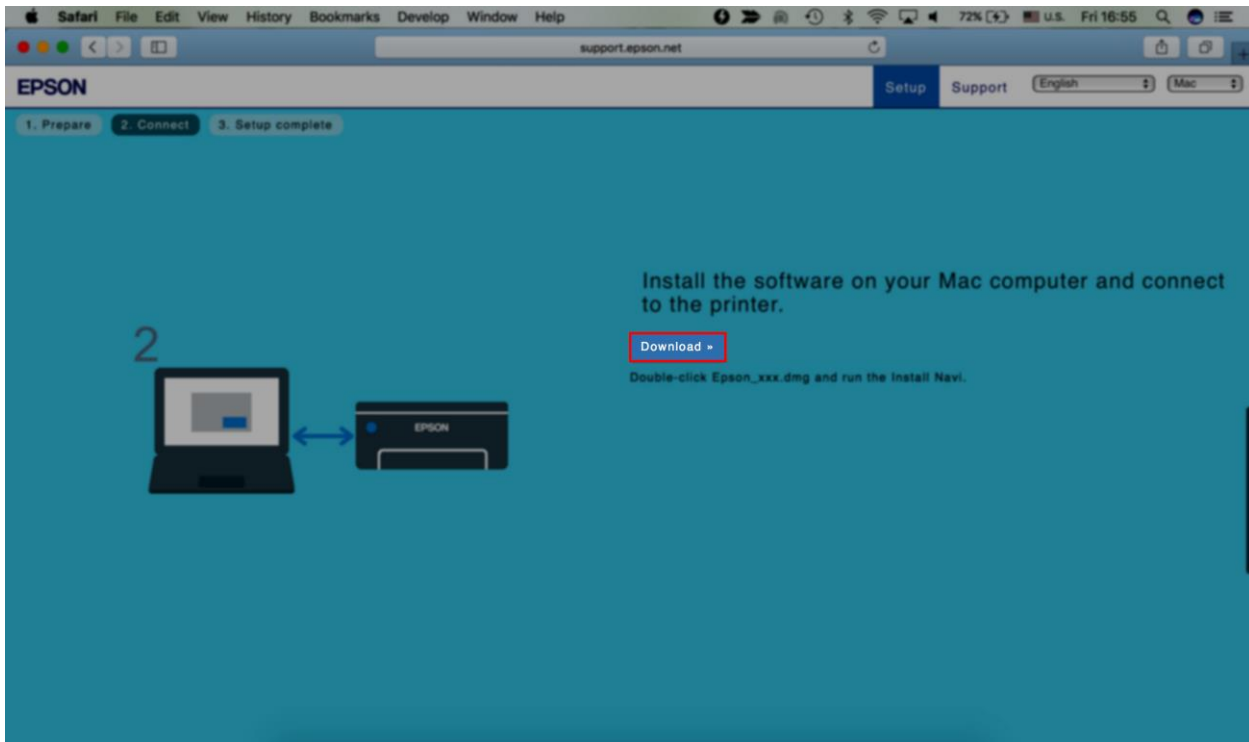 Safari File Edit View History Bookmarks Develop Window Help 72% U.S. Fri 16:55
support.epson.net
EPSON Setup Support English Mac
1. Prepare 2. Connect 3. Setup complete
Install the software on your Mac computer and connect
to the printer.
2
Download »
Double-click Epson_xxx.dmg and run the Install Navi.
EPSON